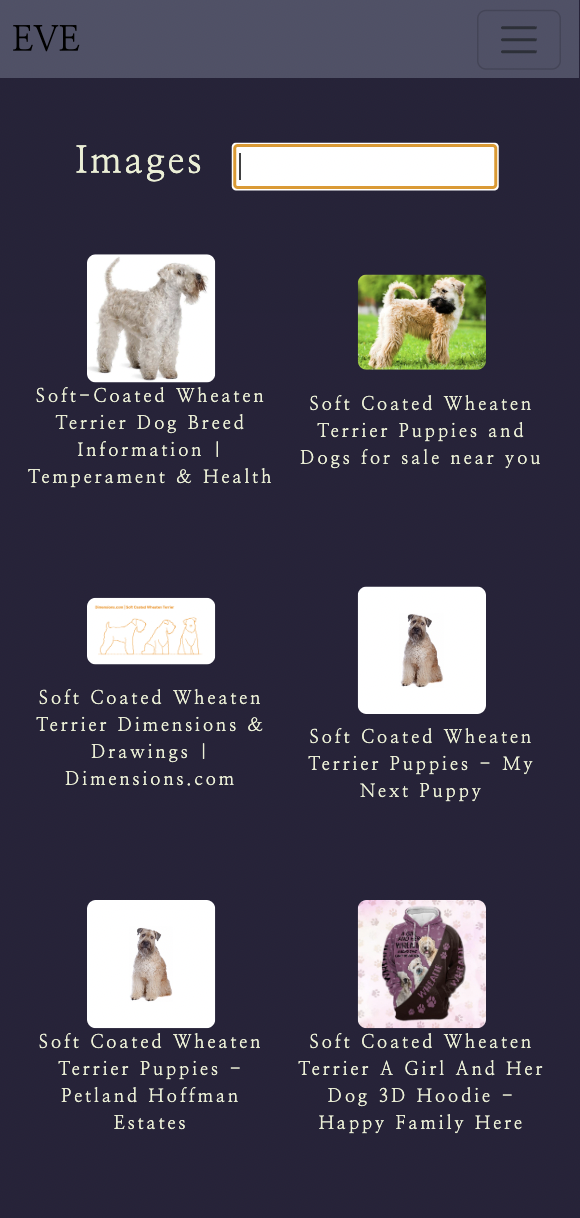 EVE
Images
Soft-Coated Wheaten
Terrier Dog Breed
Information |
Temperament & Health
Soft Coated Wheaten
Terrier Puppies and
Dogs for sale near you
Dimensions.com | Soft Coated Wheaten Terrier
Soft Coated Wheaten
Terrier Dimensions &
Drawings |
Dimensions.com
Soft Coated Wheaten
Terrier Puppies - My
Next Puppy
Soft Coated Wheaten
Terrier Puppies -
Petland Hoffman
Estates
WHEATIE
Soft Coated Wheaten
Terrier A Girl And Her
Dog 3D Hoodie -
Happy Family Here